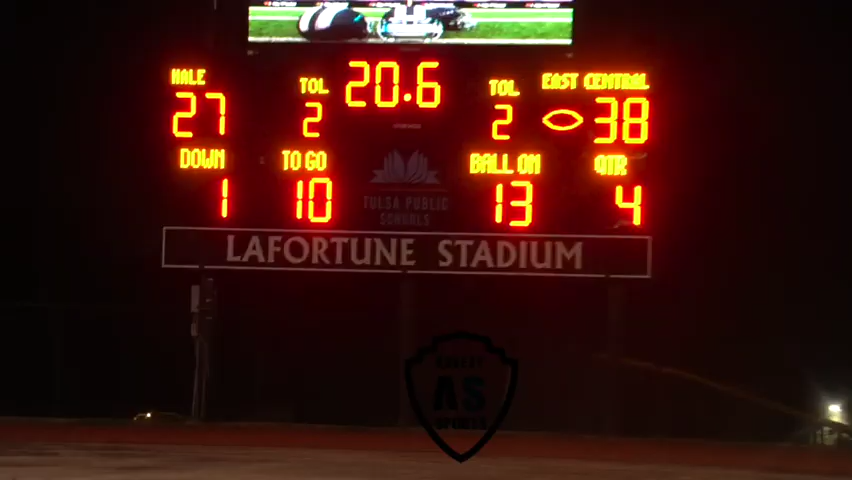 20.6
HALE TOL TOL EAST CENTRAL
27 2 2 38
DOWN TO GO BALL ON QTR
1 10 13 4
TULSA PUBLIC
SCHOOLS
LAFORTUNE STADIUM
AS